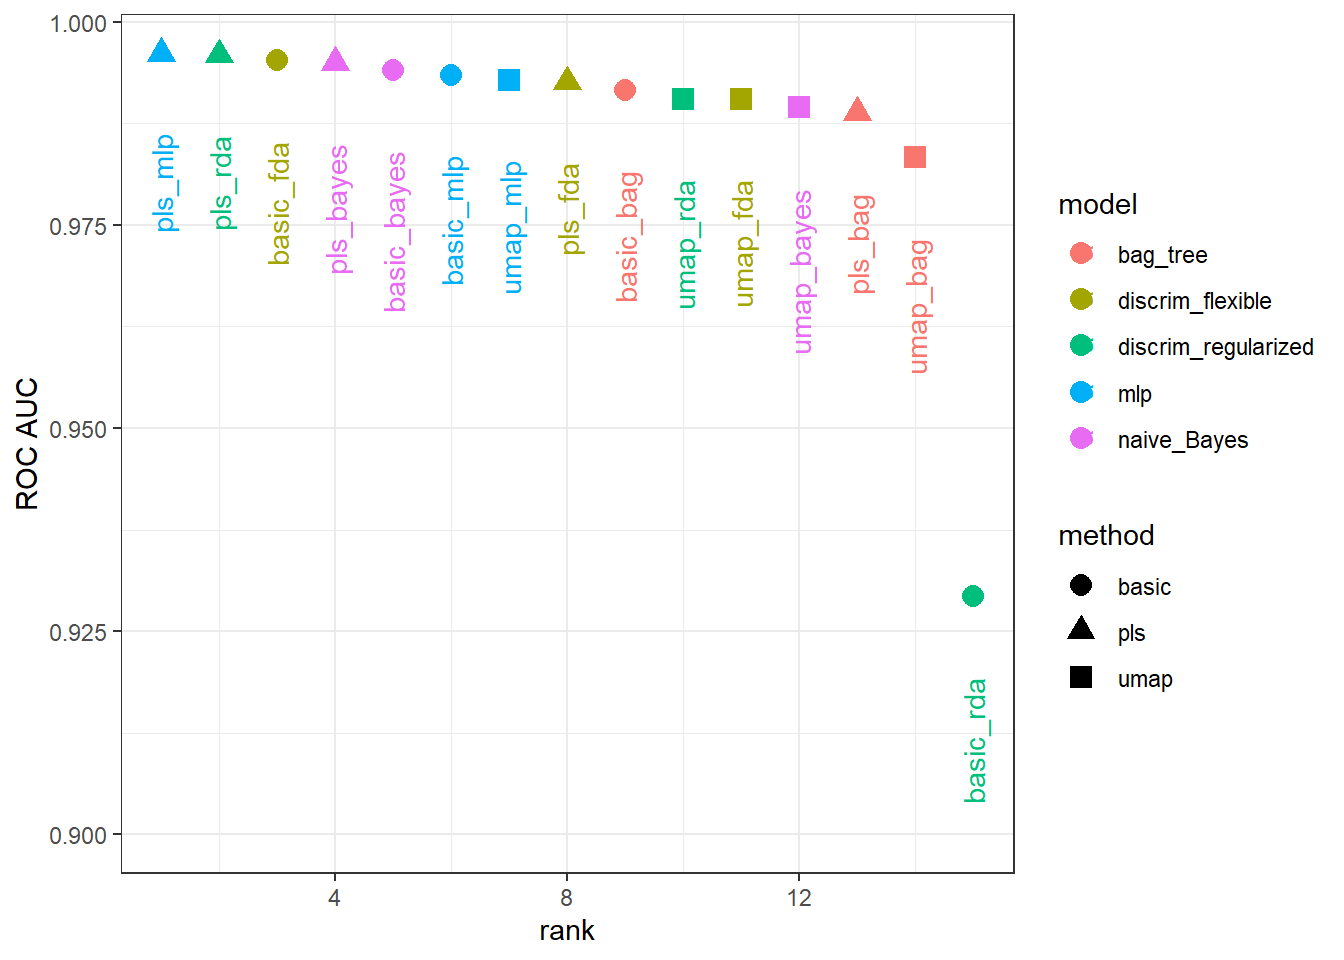 1.000
0.975
0.950
0.925
0.900
ROC AUC
pls_mlp
pls_rda
basic_fda
pls_bayes
basic_bayes
basic_mlp
umap_mlp
pls_fda
basic_bag
umap_rda
umap_fda
umap_bayes
pls_bag
umap_bag
basic_rda
4
8
12
rank
model
bag_tree
discrim_flexible
discrim_regularized
mlp
naive_Bayes
method
basic
pls
umap